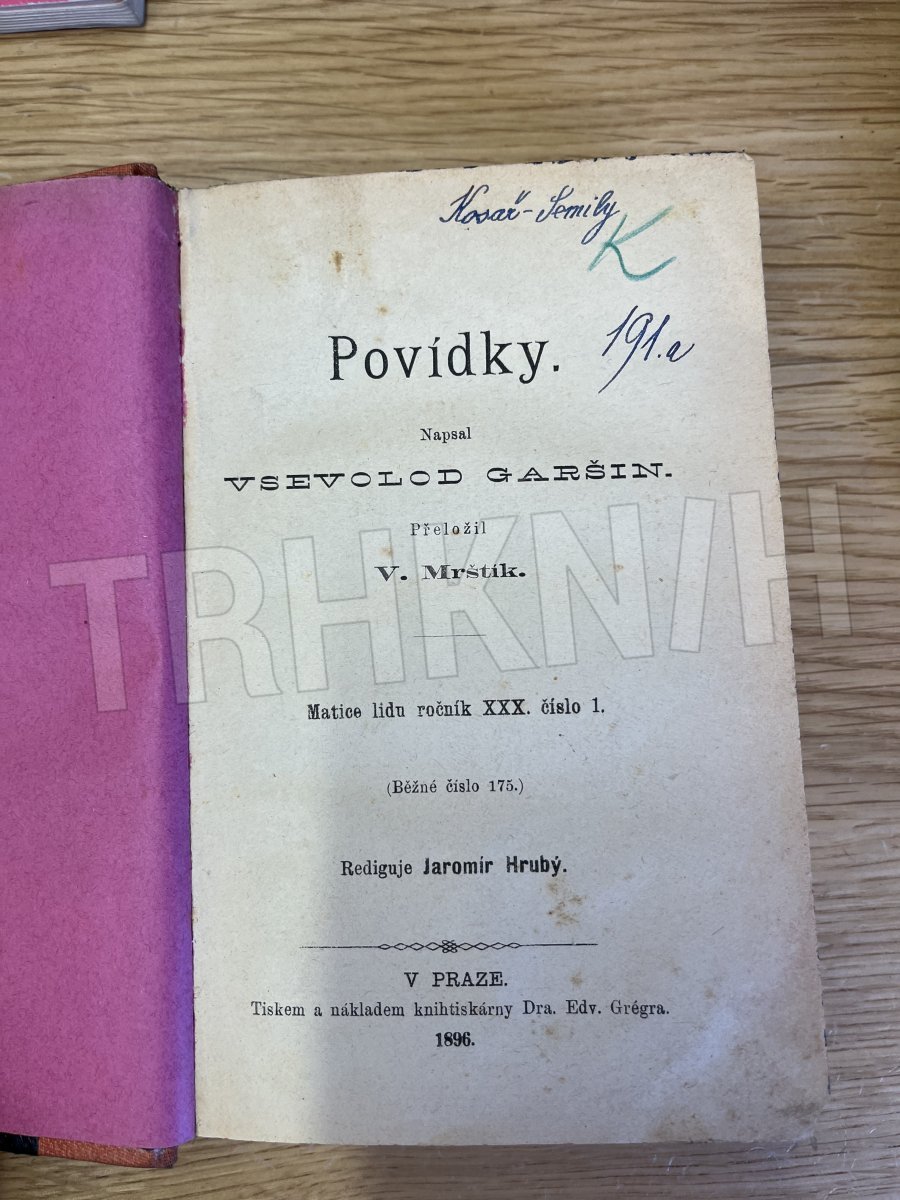 Kosař-Semily
K
191.a
Povídky.
Napsal
VSEVOLOD GARŠIN.
Přeložil
V. Mrštík.
TRHKNIH
Matice lidu ročník XXX. číslo 1.
(Běžné číslo 175.)
Rediguje Jaromír Hrubý.
V PRAZE.
Tiskem a nákladem knihtiskárny Dra. Edv. Grégra.
1896.